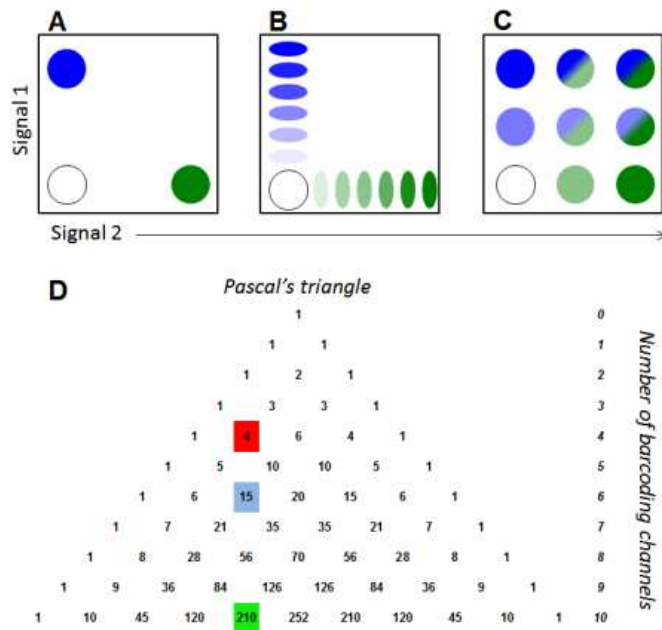 A B C
Signal 1
Signal 2
D Pascal's triangle
1 0
1 1 1
1 2 1 2
1 3 3 1 3
1 4 6 4 1 4
1 5 10 10 5 1 5
1 6 15 20 15 6 1 6
1 7 21 35 35 21 7 1 7
1 8 28 56 70 56 28 8 1 8
1 9 36 84 126 126 84 36 9 1 9
1 10 45 120 210 252 210 120 45 10 1 10
Number of barcoding channels